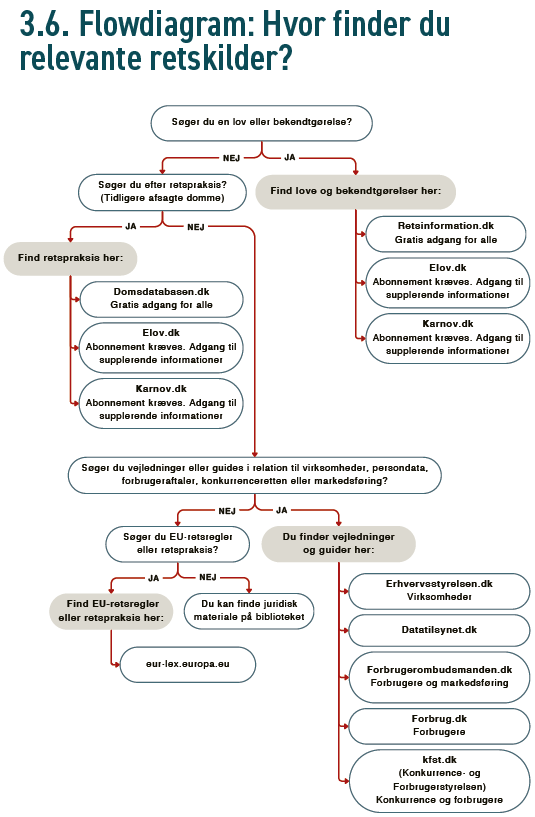 3.6. Flowdiagram: Hvor finder du
relevante retskilder?
Søger du en lov eller bekendtgørelse?
NEJ
JA
Søger du efter retspraksis?
(Tidligere afsagte domme)
Find love og bekendtgørelser her:
JA
NEJ
Retsinformation.dk
Gratis adgang for alle
Find retspraksis her:
Elov.dk
Abonnement kræves. Adgang til
supplerende informationer
Domsdatabasen.dk
Gratis adgang for alle
Karnov.dk
Abonnement kræves. Adgang til
supplerende informationer
Elov.dk
Abonnement kræves. Adgang til
supplerende informationer
Karnov.dk
Abonnement kræves. Adgang til
supplerende informationer
Søger du vejledninger eller guides i relation til virksomheder, persondata,
forbrugeraftaler, konkurrenceretten eller markedsføring?
NEJ
JA
Søger du EU-retsregler
eller retspraksis?
Du finder vejledninger
og guider her:
JA
NEJ
Find EU-retsregler
eller retspraksis her:
Du kan finde juridisk
materiale på biblioteket
Erhvervsstyrelsen.dk
Virksomheder
Datatilsynet.dk
eur-lex.europa.eu
Forbrugerombudsmanden.dk
Forbrugere og markedsføring
Forbrug.dk
Forbrugere
kfst.dk
(Konkurrence- og
Forbrugerstyrelsen)
Konkurrence og forbrugere